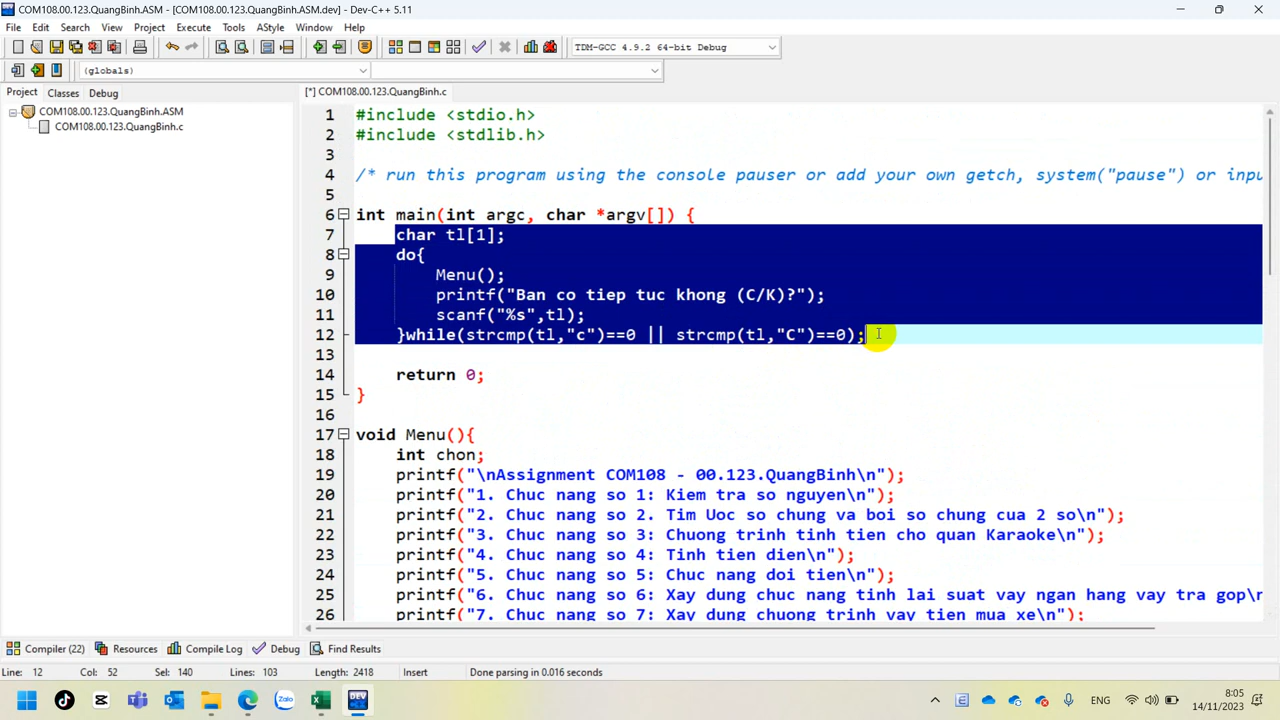 COM108.00.123.QuangBinh.ASM - [COM108.00.123.QuangBinh.ASM.dev] - Dev-C++ 5.11
File Edit Search View Project Execute Tools AStyle Window Help
TDM-GCC 4.9.2 64-bit Debug
(globals)
Project Classes Debug
COM108.00.123.QuangBinh.ASM
COM108.00.123.QuangBinh.c
[*] COM108.00.123.QuangBinh.c
1 #include <stdio.h>
2 #include <stdlib.h>
3
4 /* run this program using the console pauser or add your own getch, system("pause") or inpu
5
6 int main(int argc, char *argv[]) {
7 char tl[1];
8 do{
9 Menu();
10 printf("Ban co tiep tuc khong (C/K)?");
11 scanf("%s",tl);
12 }while(strcmp(tl,"c")==0 || strcmp(tl,"C")==0);
13
14 return 0;
15 }
16
17 void Menu(){
18 int chon;
19 printf("\nAssignment COM108 - 00.123.QuangBinh\n");
20 printf("1. Chuc nang so 1: Kiem tra so nguyen\n");
21 printf("2. Chuc nang so 2. Tim Uoc so chung va boi so chung cua 2 so\n");
22 printf("3. Chuc nang so 3: Chuong trinh tinh tien cho quan Karaoke\n");
23 printf("4. Chuc nang so 4: Tinh tien dien\n");
24 printf("5. Chuc nang so 5: Chuc nang doi tien\n");
25 printf("6. Chuc nang so 6: Xay dung chuc nang tinh lai suat vay ngan hang vay tra gop\n
26 printf("7. Chuc nang so 7: Xay dung chuong trinh vay tien mua xe\n");
Compiler (22) Resources Compile Log Debug Find Results
Line: 12 Col: 52 Sel: 140 Lines: 103 Length: 2418 Insert Done parsing in 0.016 seconds
Zalo
DEV
ENG
8:05
14/11/2023